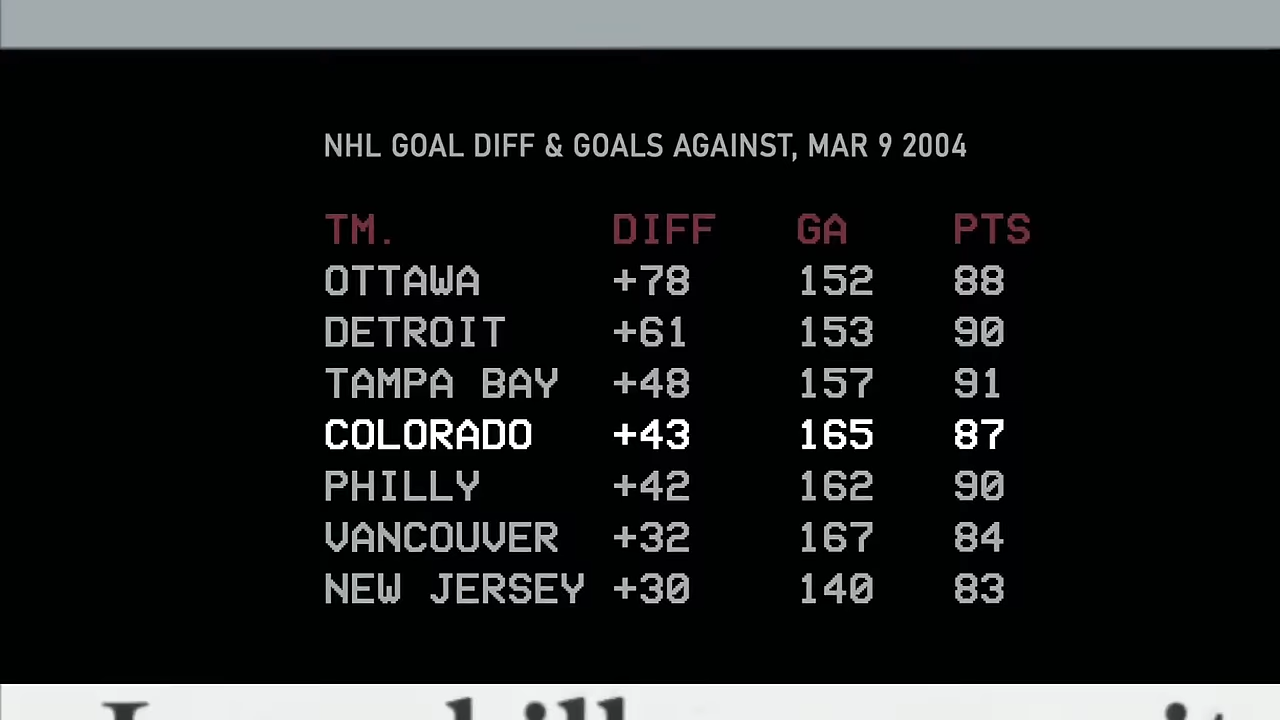 NHL GOAL DIFF & GOALS AGAINST, MAR 9 2004
TM. DIFF GA PTS
OTTAWA +78 152 88
DETROIT +61 153 90
TAMPA BAY +48 157 91
COLORADO +43 165 87
PHILLY +42 162 90
VANCOUVER +32 167 84
NEW JERSEY +30 140 83